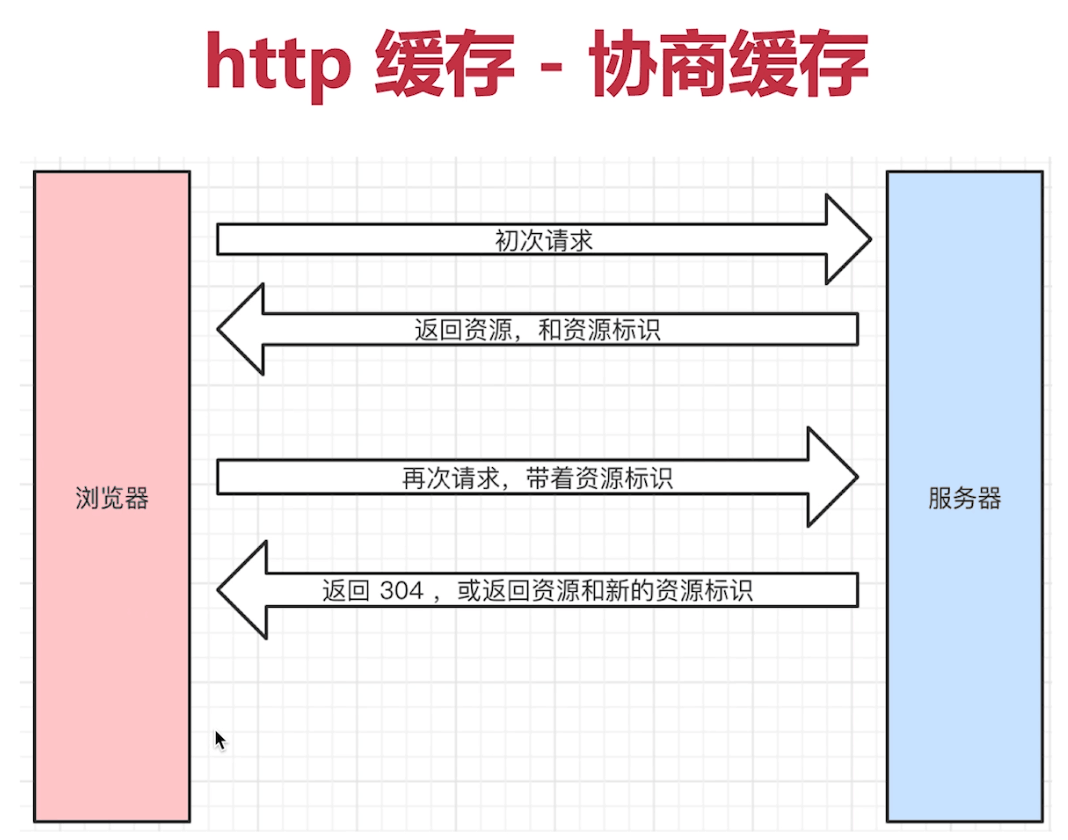 http 缓存 - 协商缓存
初次请求
返回资源，和资源标识
再次请求，带着资源标识
浏览器
服务器
返回 304 ，或返回资源和新的资源标识